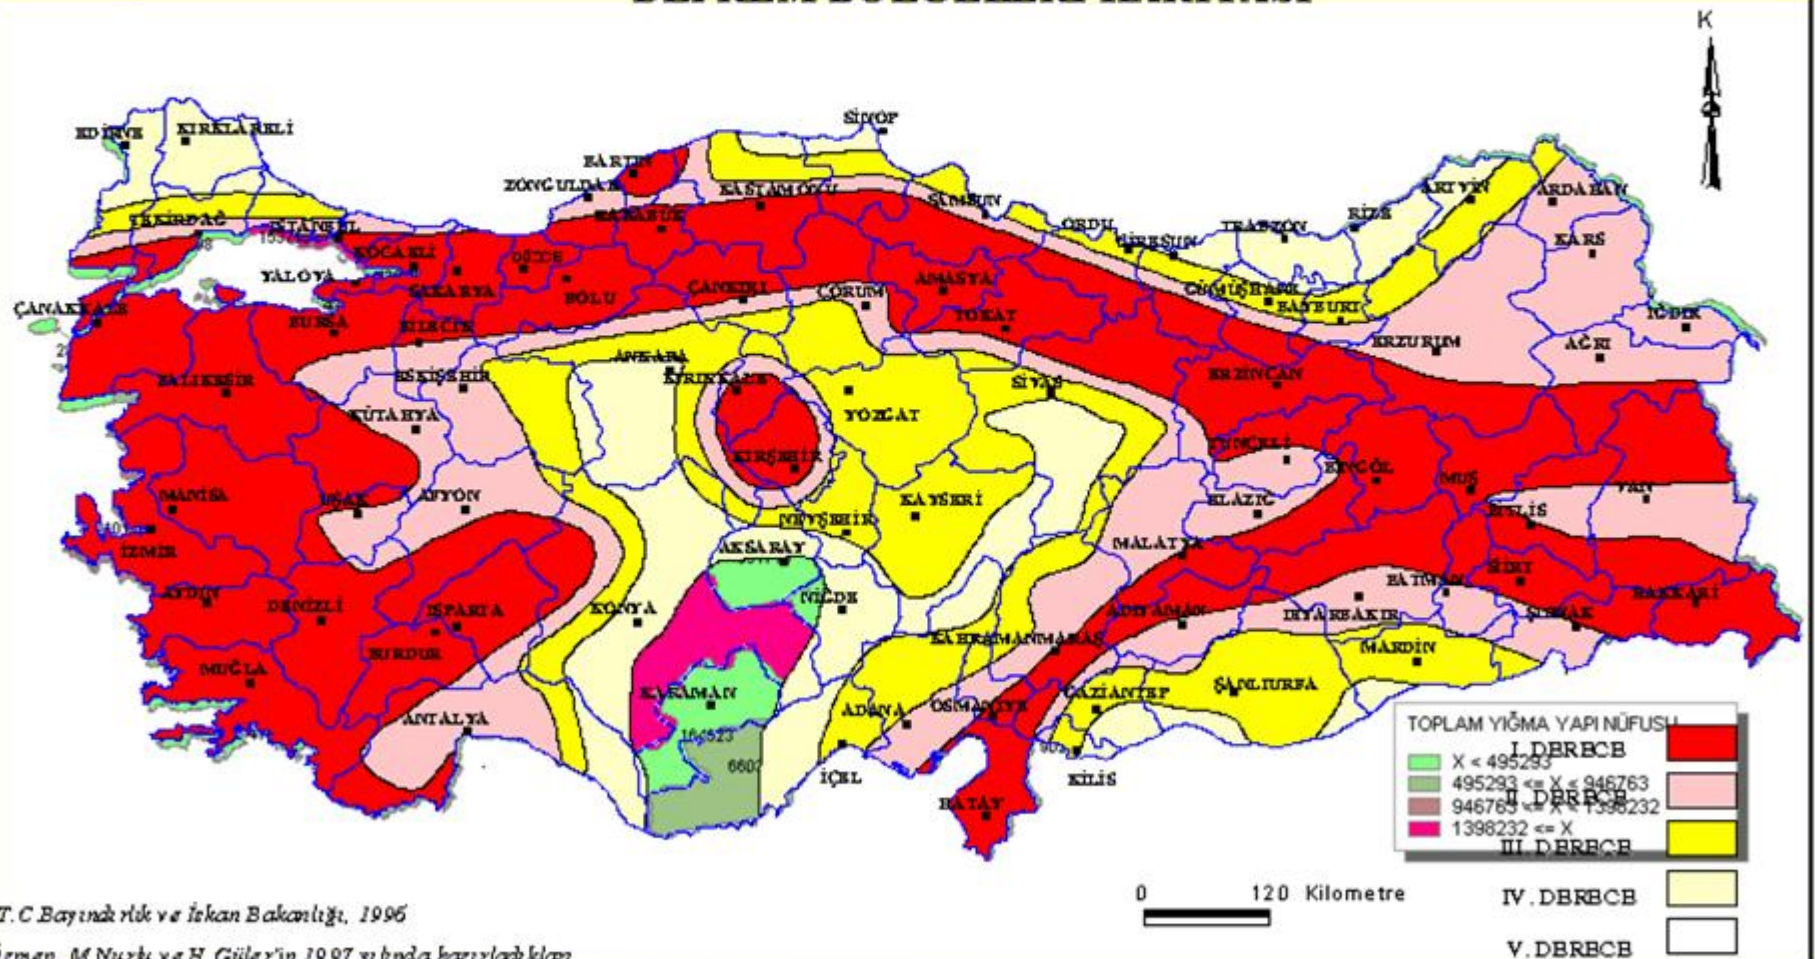 K
SİNOP
EDİRNE
KIRKLARELİ
BARTIN
ZONGULDAK
KASTAMONU
SAMSUN
ARTVİN
ARDAHAN
TEKİRDAĞ
İSTANBUL
KARABÜK
ORDU
GİRESUN
TRABZON
RİZE
KARS
KOCAELİ
DÜZCE
YALOVA
SAKARYA
BOLU
ÇANKIRI
ÇORUM
AMASYA
GÜMÜŞHANE
BAYBURT
IĞDIR
ÇANAKKALE
BURSA
BİLECİK
TOKAT
ERZURUM
AĞRI
BALIKESİR
ESKİŞEHİR
ANKARA
KIRIKKALE
SİVAS
ERZİNCAN
KÜTAHYA
YOZGAT
TUNCELİ
BİNGÖL
MUŞ
VAN
KIRŞEHİR
MANİSA
UŞAK
AFYON
KAYSERİ
ELAZIĞ
BİTLİS
NEVŞEHİR
İZMİR
AKSARAY
MALATYA
SİİRT
BATMAN
AYDIN
DENİZLİ
ISPARTA
KONYA
NİĞDE
ADIYAMAN
DİYARBAKIR
ŞIRNAK
HAKKARİ
BURDUR
KAHRAMANMARAŞ
MARDİN
MUĞLA
KARAMAN
GAZİANTEP
ŞANLIURFA
ANTALYA
ADANA
OSMANİYE
164523
6602
İÇEL
KİLİS
HATAY
TOPLAM YIĞMA YAPI NÜFUSU
I. DERECE
X < 495293
495293 <= X < 946763
II. DERECE
946763 <= X < 1398232
1398232 <= X
III. DERECE
IV. DERECE
V. DERECE
0 120 Kilometre
T.C Bayındırlık ve İskan Bakanlığı, 1996